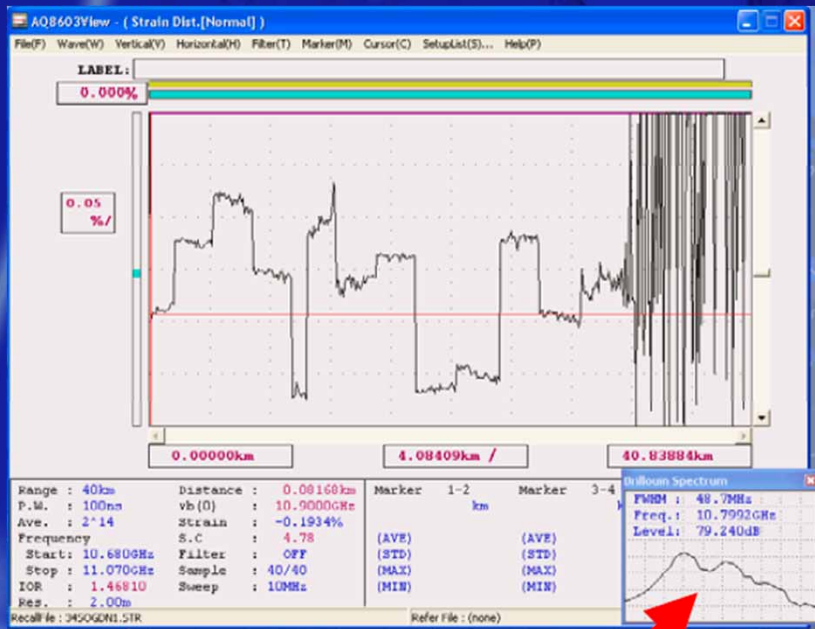 AQ8603View - ( Strain Dist.[Normal] )
File(F) Wave(W) Vertical(V) Horizontal(H) Filter(T) Marker(M) Cursor(C) SetupList(S)... Help(P)
LABEL:
0.000%
0.05
%/
0.00000km 4.08409km / 40.83884km
Range : 40km Distance : 0.08168km Marker 1-2 Marker 3-4
P.W. : 100ns vb(0) : 10.9000GHz km
Ave. : 2^14 Strain : -0.1934%
Frequency S.C : 4.78 (AVE) (AVE)
Start: 10.680GHz Filter : OFF (STD) (STD)
Stop : 11.070GHz Sample : 40/40 (MAX) (MAX)
IOR : 1.46810 Sweep : 10MHz (MIN) (MIN)
Res. : 2.00m
Brillouin Spectrum
FWHM : 48.7MHz
Freq.: 10.7992GHz
Level: 79.240dB
RecallFile : 345OGDN1.STR Refer File : (none)